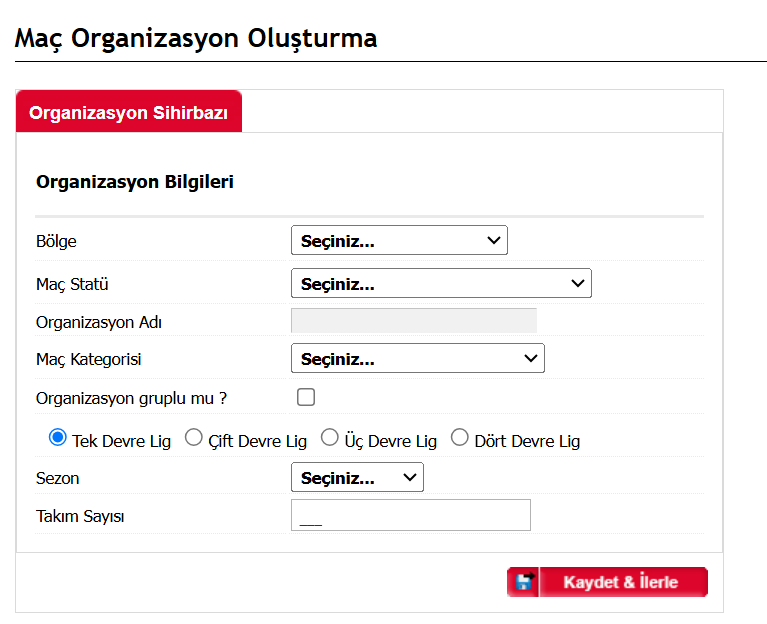 Maç Organizasyon Oluşturma
Organizasyon Sihirbazı
Organizasyon Bilgileri
Bölge Seçiniz...
Maç Statü Seçiniz...
Organizasyon Adı
Maç Kategorisi Seçiniz...
Organizasyon gruplu mu ?
Tek Devre Lig Çift Devre Lig Üç Devre Lig Dört Devre Lig
Sezon Seçiniz...
Takım Sayısı __
Kaydet & İlerle